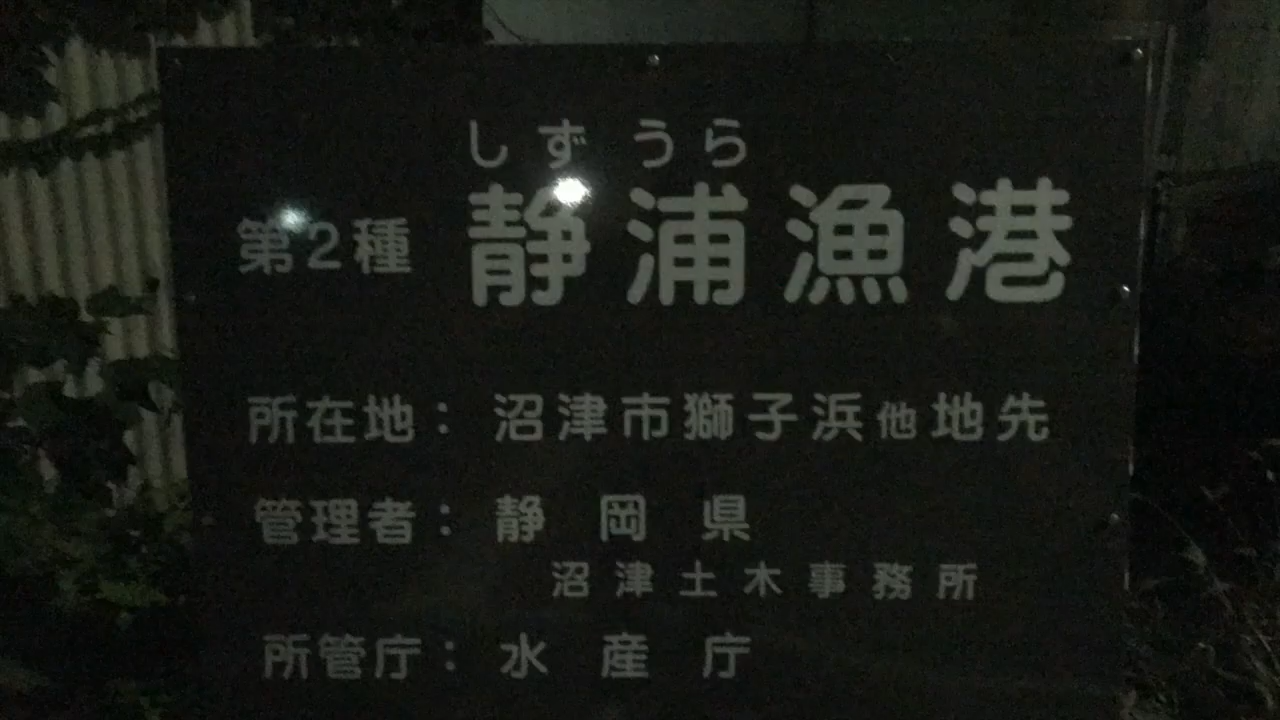 しずうら
第2種 静浦漁港
所在地：沼津市獅子浜他地先
管理者：静岡県
沼津土木事務所
所管庁：水産庁